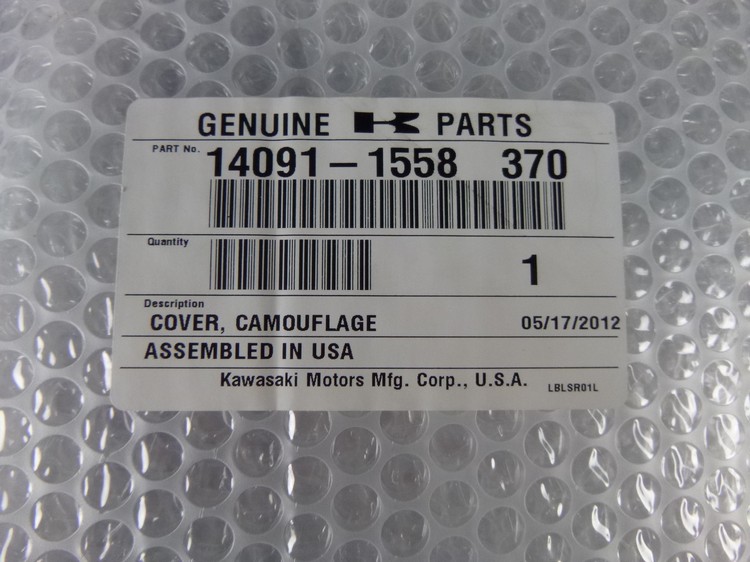 GENUINE K PARTS
PART No. 14091-1558 370
Quantity 1
Description
COVER, CAMOUFLAGE 05/17/2012
ASSEMBLED IN USA
Kawasaki Motors Mfg. Corp., U.S.A. LBLSR01L